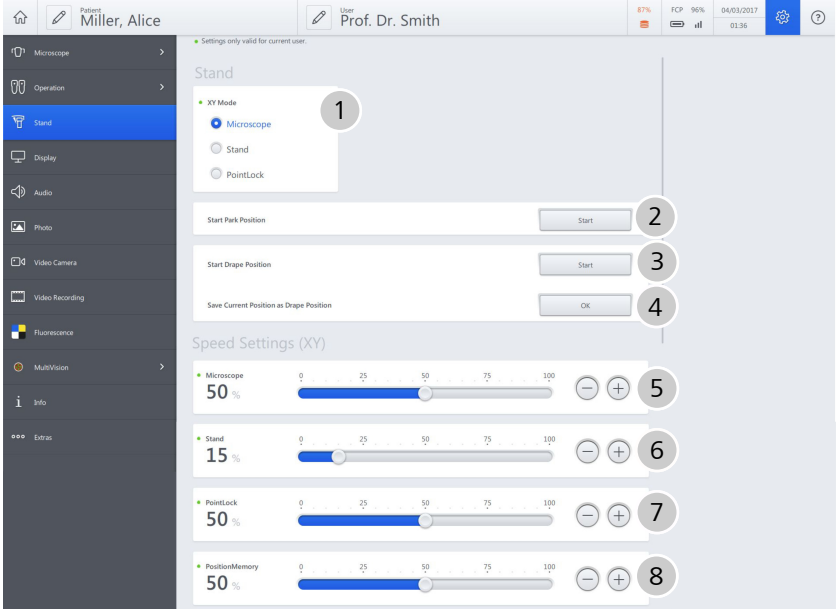 Patient
Miller, Alice
User
Prof. Dr. Smith
87%
FCP 96%
04/03/2017
01:36
?
Microscope
Operation
Stand
Display
Audio
Photo
Video Camera
Video Recording
Fluorescence
MultiVision
Info
Extras
Settings only valid for current user.
Stand
XY Mode
1
Microscope
Stand
PointLock
Start Park Position Start 2
Start Drape Position Start 3
Save Current Position as Drape Position OK 4
Speed Settings (XY)
Microscope 0 25 50 75 100
50 % 5
Stand 0 25 50 75 100
15 % 6
PointLock 0 25 50 75 100
50 % 7
PositionMemory 0 25 50 75 100
50 % 8